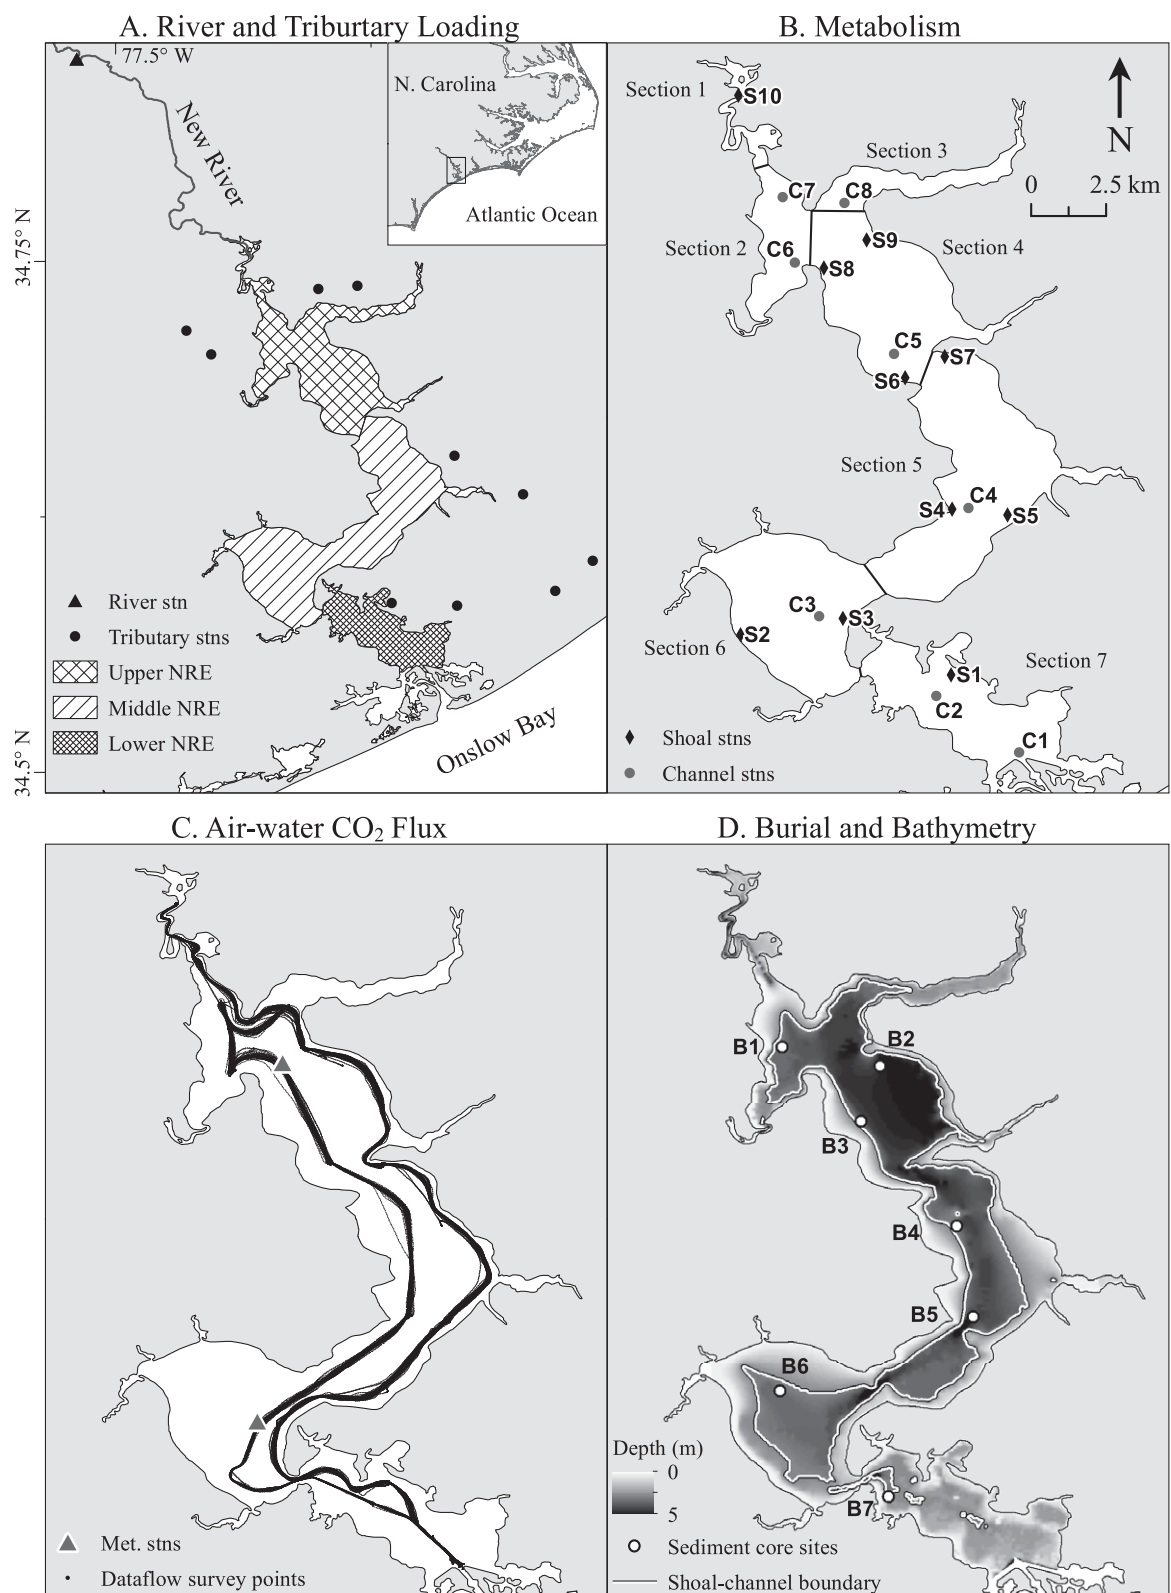 A. River and Triburtary Loading
77.5° W
N. Carolina
Atlantic Ocean
New River
34.75° N
34.5° N
River stn
Tributary stns
Upper NRE
Middle NRE
Lower NRE
Onslow Bay
B. Metabolism
Section 1
S10
N
Section 3
0 2.5 km
C7
C8
Section 2
C6
S8
S9
Section 4
C5
S6
S7
Section 5
S4
C4
S5
C3
S3
S2
Section 6
S1
Section 7
C2
C1
Shoal stns
Channel stns
C. Air-water CO₂ Flux
Met. stns
Dataflow survey points
D. Burial and Bathymetry
B1
B2
B3
B4
B5
B6
B7
Depth (m)
0
5
Sediment core sites
Shoal-channel boundary